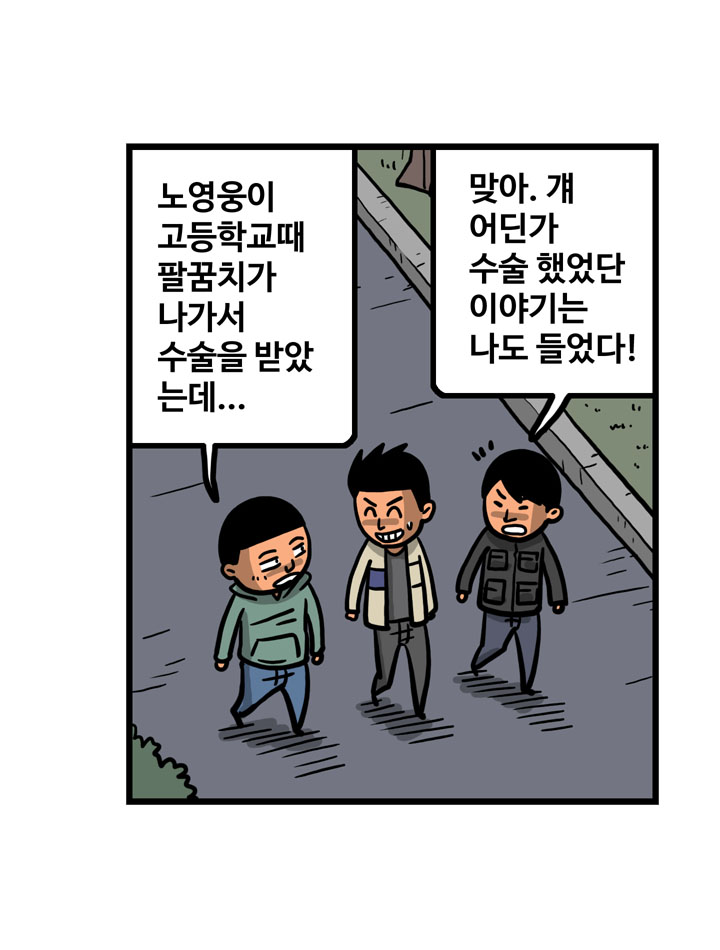 노영웅이
고등학교때
팔꿈치가
나가서
수술을 받았
는데...
맞아. 걔
어딘가
수술 했었단
이야기는
나도 들었다!